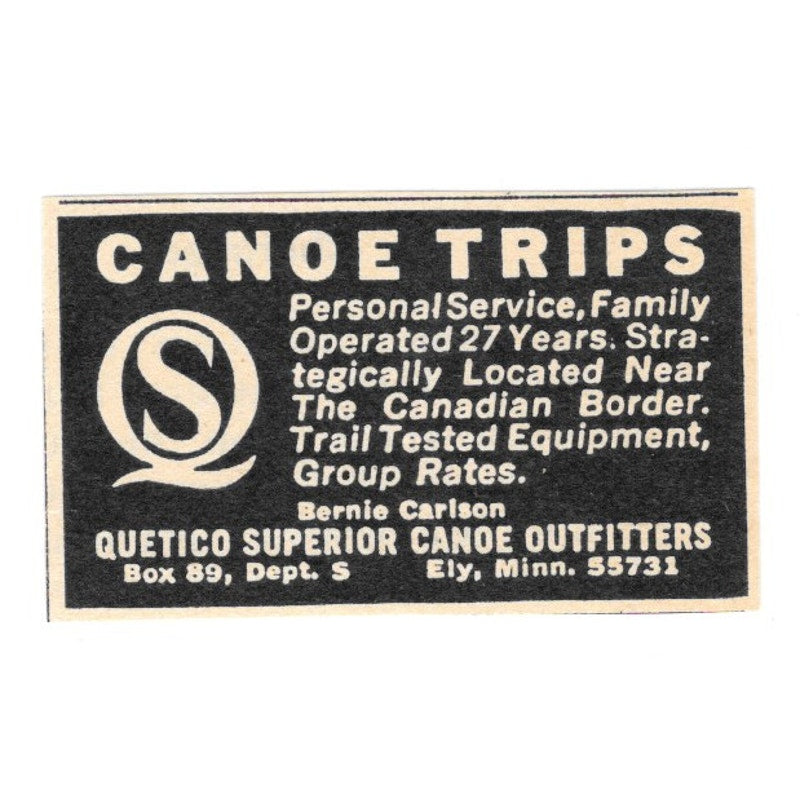 CANOE TRIPS
QS
Personal Service, Family
Operated 27 Years. Stra-
tegically Located Near
The Canadian Border.
Trail Tested Equipment,
Group Rates.
Bernie Carlson
QUETICO SUPERIOR CANOE OUTFITTERS
Box 89, Dept. S Ely, Minn. 55731